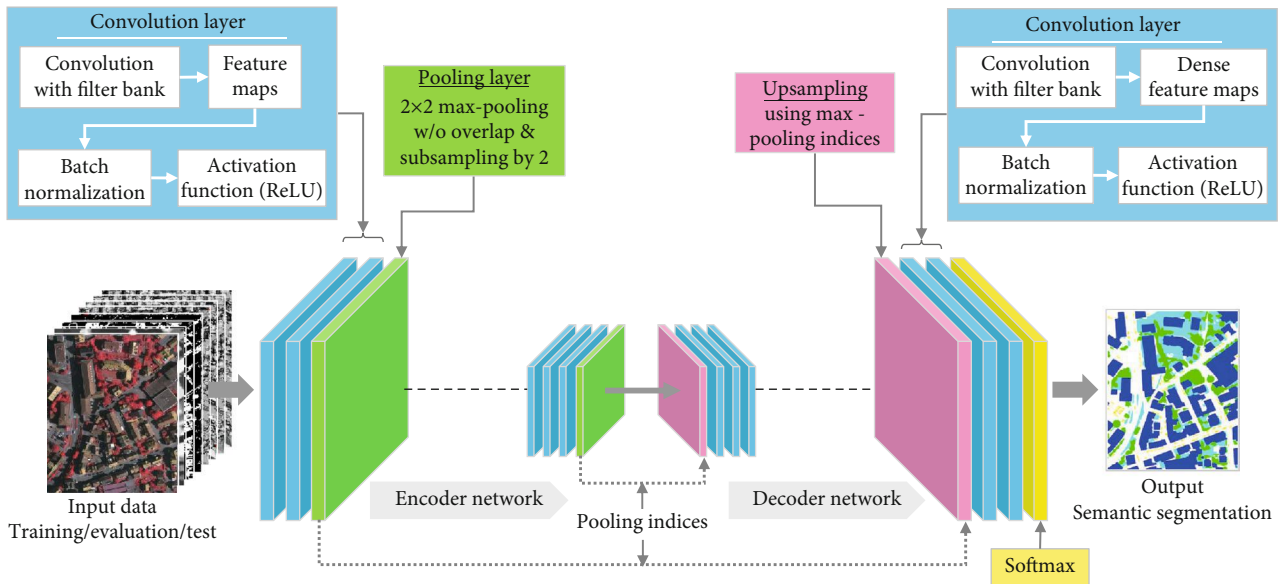 Convolution layer
Convolution
with filter bank
Feature
maps
Batch
normalization
Activation
function (ReLU)
Pooling layer
2×2 max-pooling
w/o overlap &
subsampling by 2
Upsampling
using max -
pooling indices
Convolution layer
Convolution
with filter bank
Dense
feature maps
Batch
normalization
Activation
function (ReLU)
Input data
Training/evaluation/test
Encoder network
Pooling indices
Decoder network
Softmax
Output
Semantic segmentation